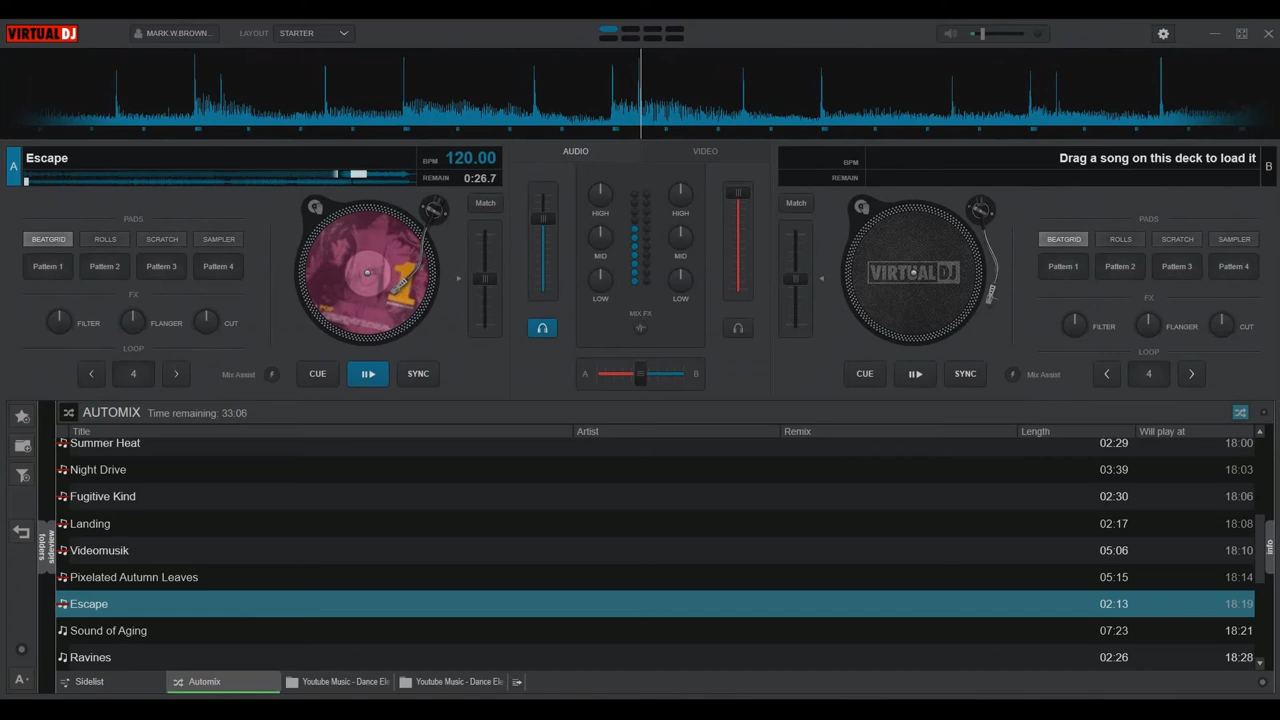 VIRTUAL DJ
MARK.W.BROWN...
LAYOUT
STARTER
A
Escape
BPM
120.00
REMAIN
0:26.7
AUDIO
VIDEO
BPM
REMAIN
Drag a song on this deck to load it
B
PADS
BEATGRID
ROLLS
SCRATCH
SAMPLER
Pattern 1
Pattern 2
Pattern 3
Pattern 4
FX
FILTER
FLANGER
CUT
LOOP
4
Mix Assist
Match
CUE
SYNC
1
HIGH
MID
LOW
HIGH
MID
LOW
MIX FX
A
B
Match
VIRTUAL DJ
PADS
BEATGRID
ROLLS
SCRATCH
SAMPLER
Pattern 1
Pattern 2
Pattern 3
Pattern 4
FX
FILTER
FLANGER
CUT
LOOP
4
CUE
SYNC
Mix Assist
AUTOMIX
Time remaining: 33:06
Title Artist Remix Length Will play at
Summer Heat 02:29 18:00
Night Drive 03:39 18:03
Fugitive Kind 02:30 18:06
Landing 02:17 18:08
Videomusik 05:06 18:10
Pixelated Autumn Leaves 05:15 18:14
Escape 02:13 18:19
Sound of Aging 07:23 18:21
Ravines 02:26 18:28
folders
sideview
info
A
Sidelist
Automix
Youtube Music - Dance Ele
Youtube Music - Dance Ele